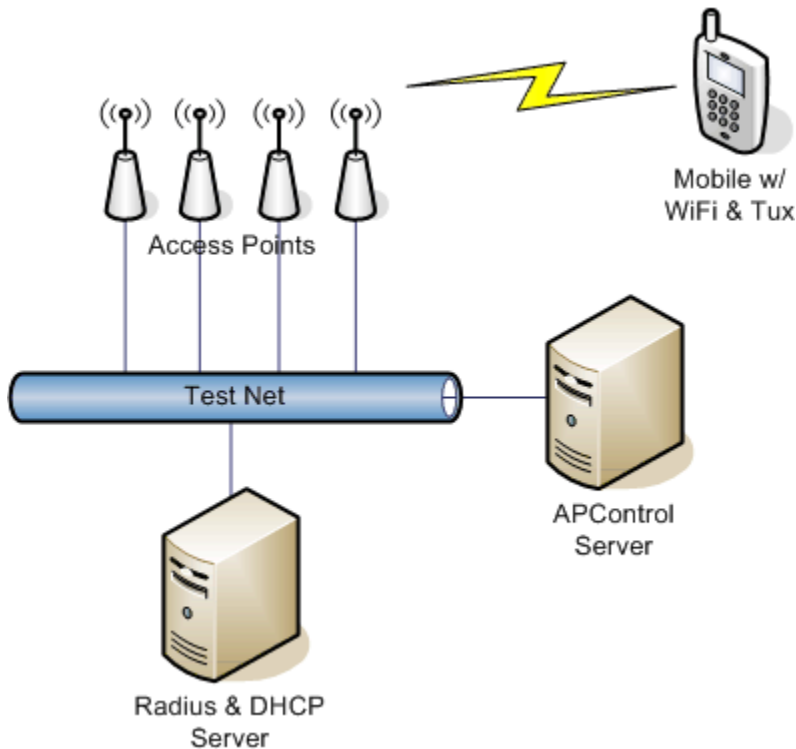 Mobile w/
WiFi & Tux
Access Points
Test Net
APControl
Server
Radius & DHCP
Server